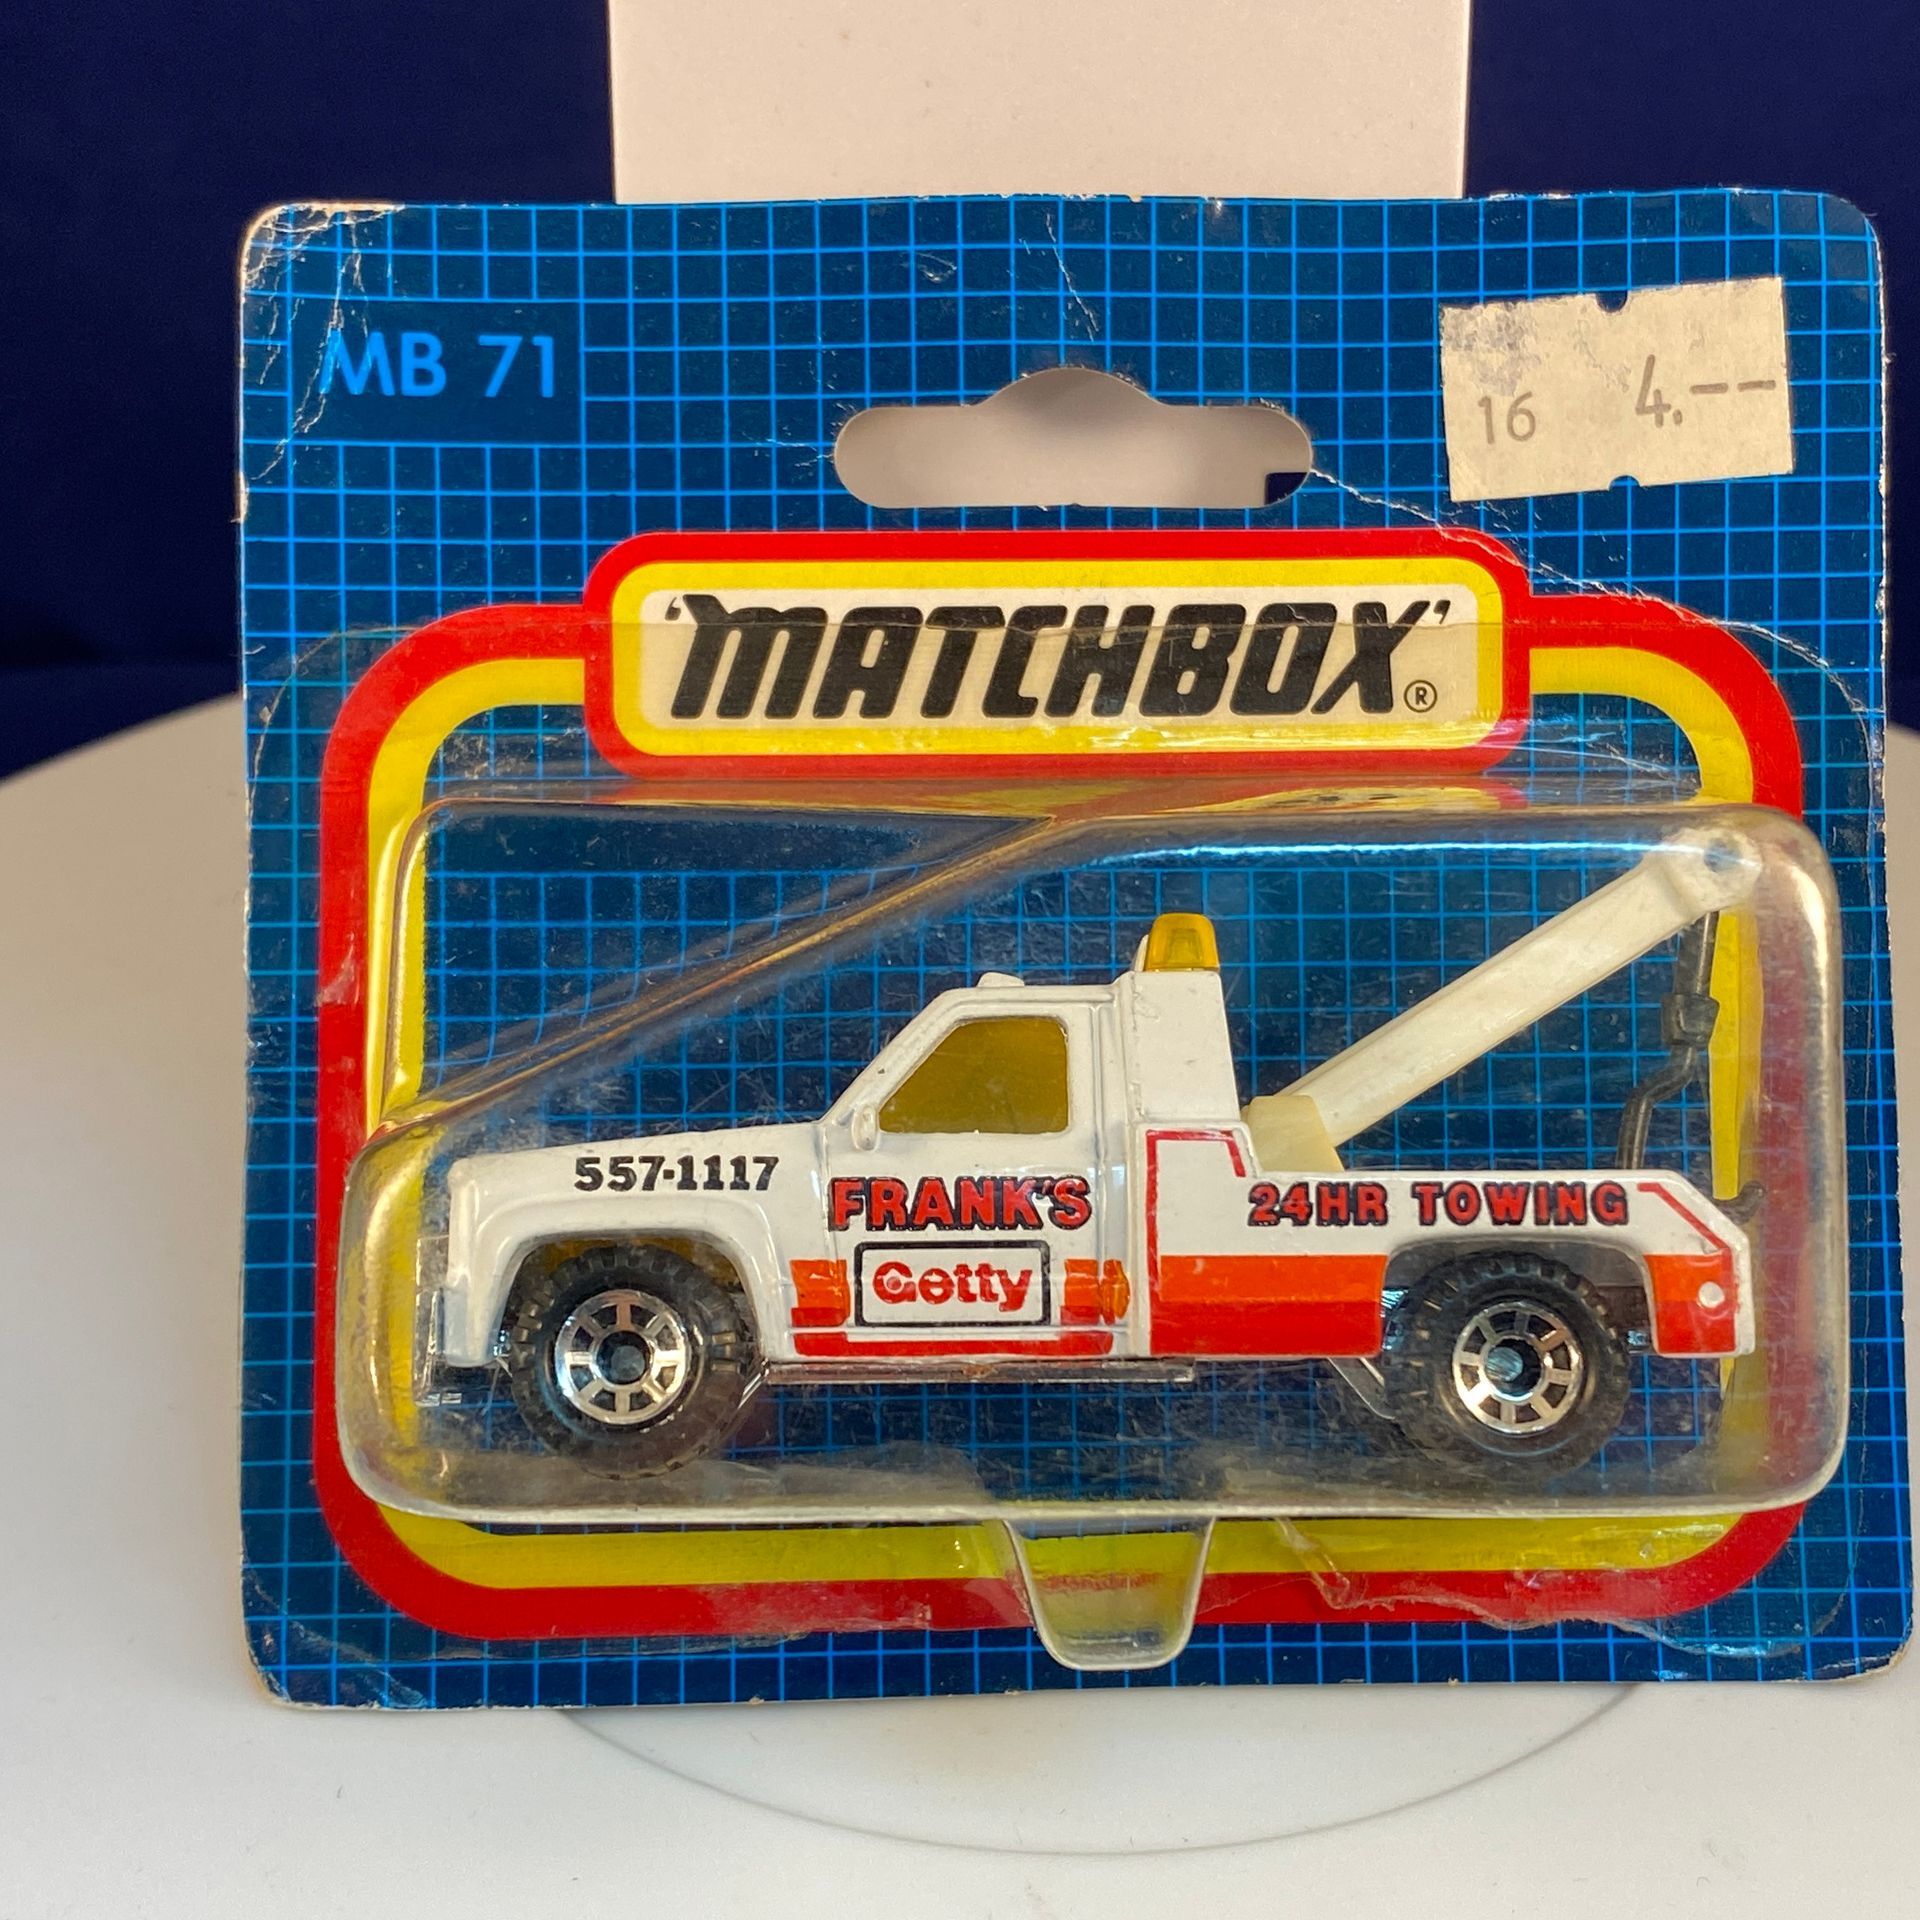 MB 71
16 4.--
'MATCHBOX'®
557-1117
FRANK'S
24HR TOWING
Getty